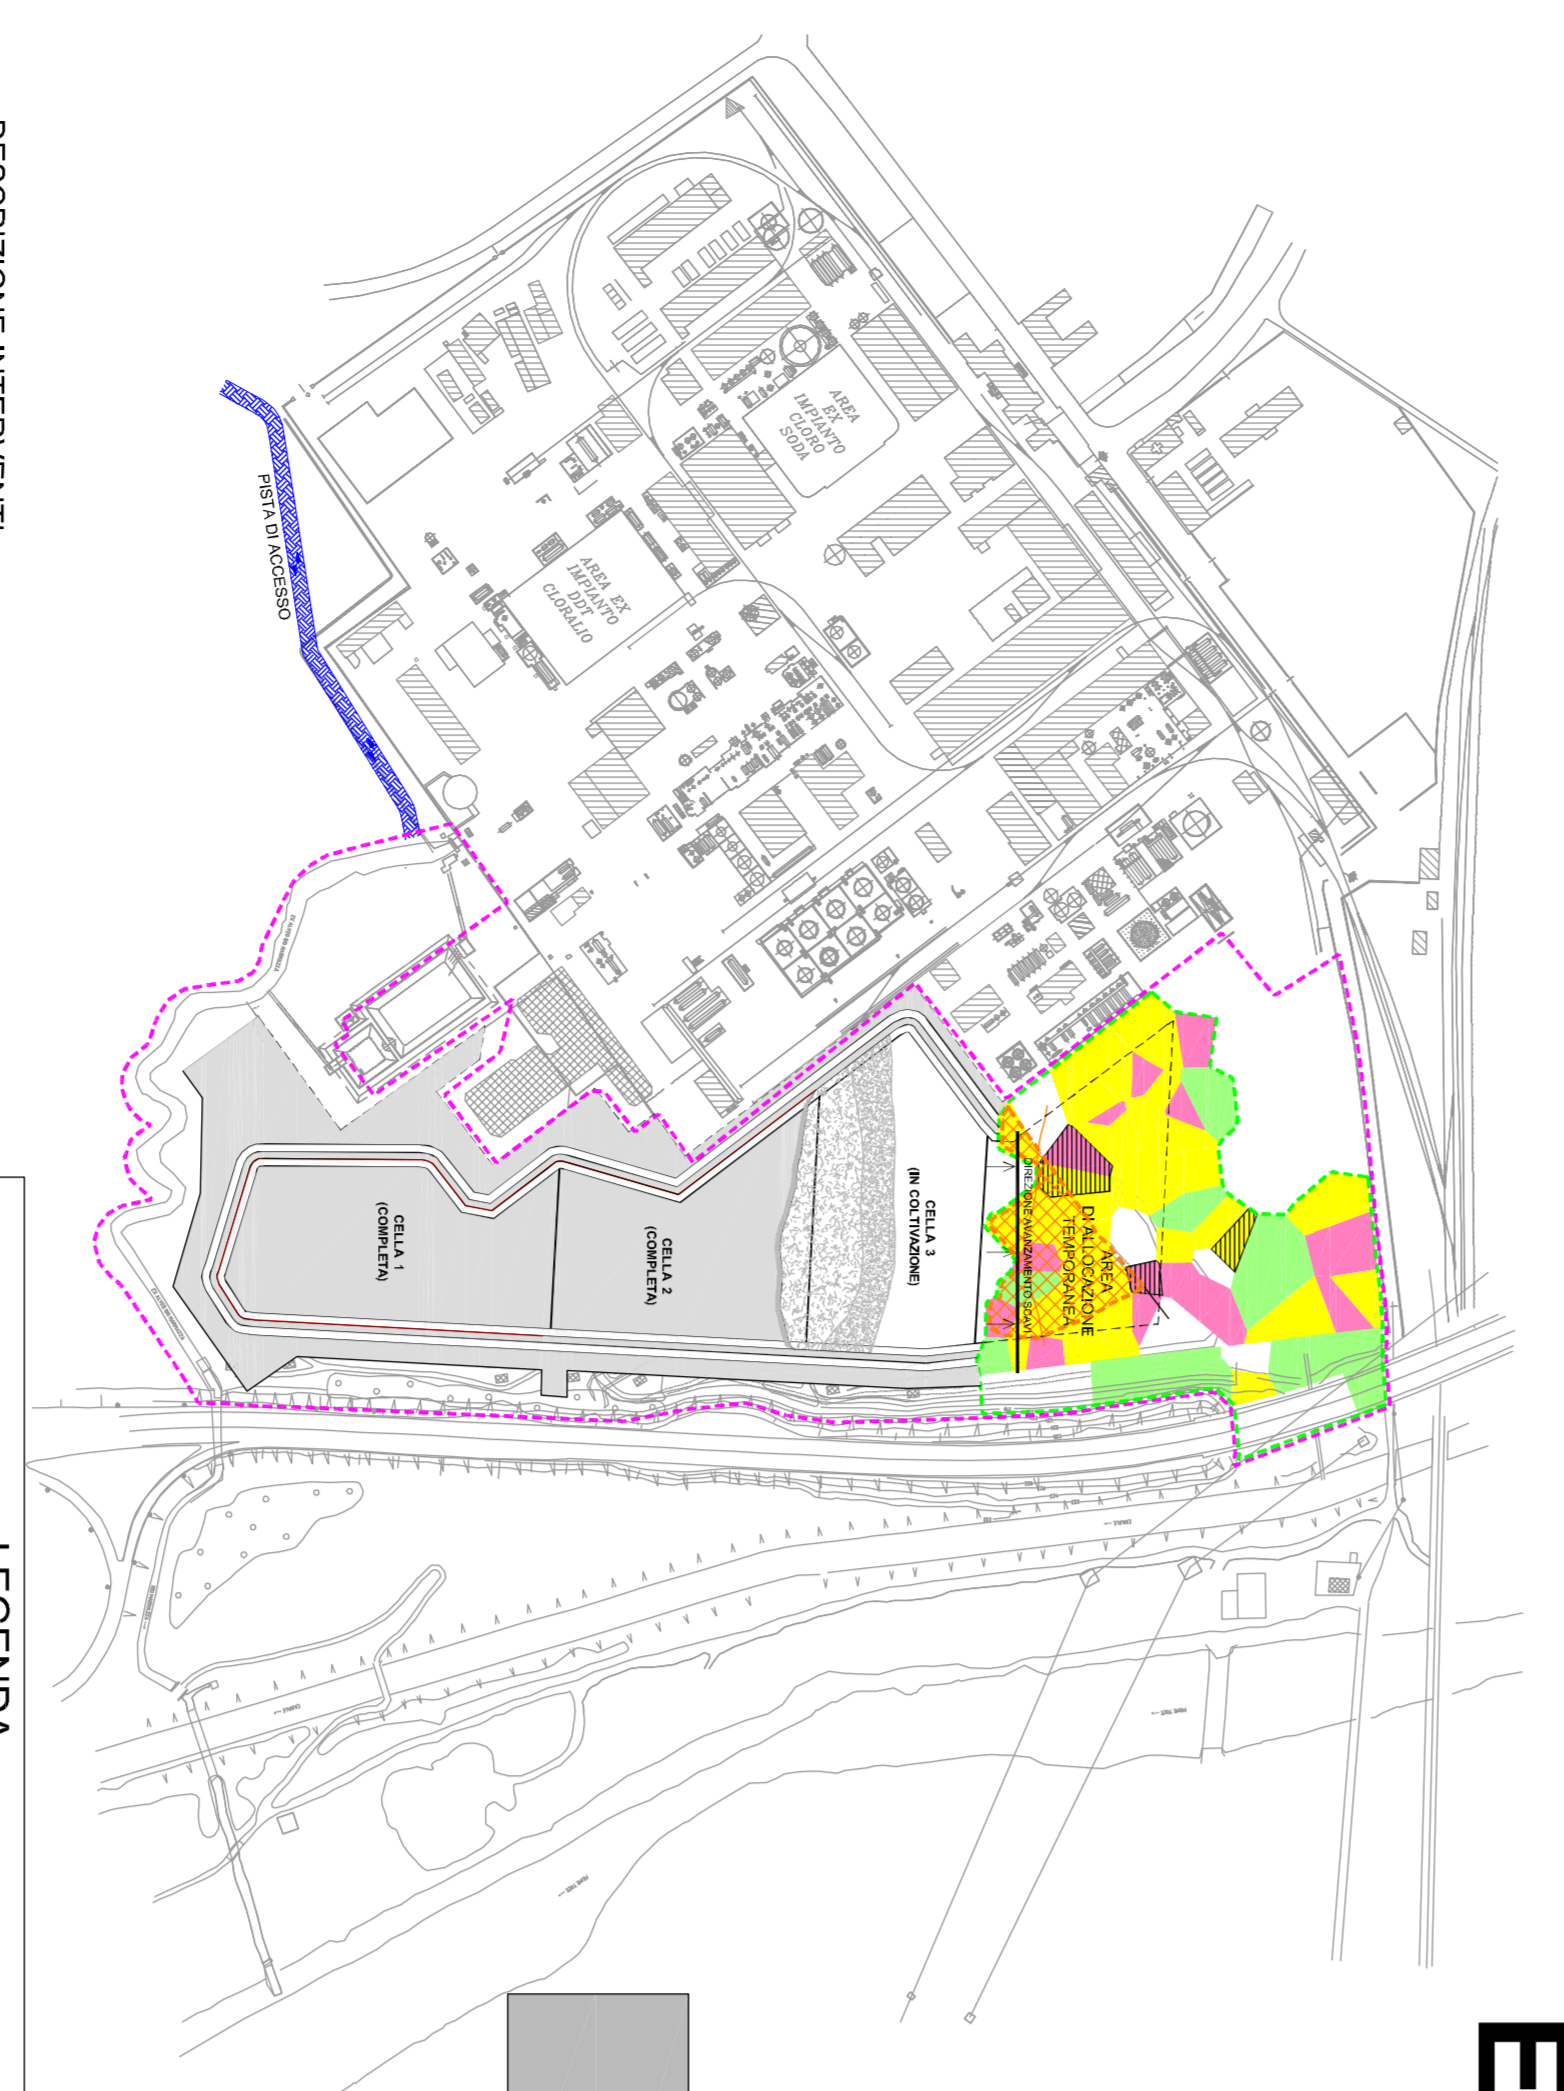 DESCRIZIONE INTERVENTI
LEGENDA
E
PISTA DI ACCESSO
AREA
EX
IMPIANTO
CLORO
SODA
AREA EX
IMPIANTO
DDT
CLORALIO
CELLA 1
(COMPLETA)
CELLA 2
(COMPLETA)
CELLA 3
(IN COLTIVAZIONE)
DIREZIONE AVANZAMENTO SCAVI
AREA
DI ALLOCAZIONE
TEMPORANEA